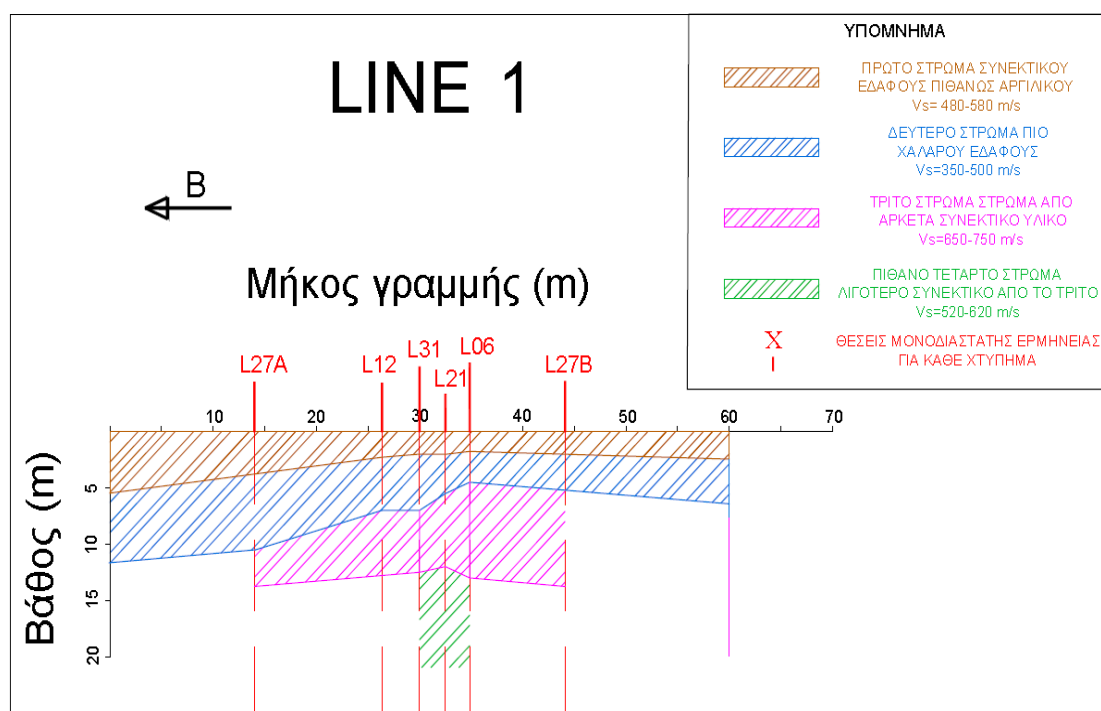 LINE 1
B
Μήκος γραμμής (m)
ΥΠΟΜΝΗΜΑ
ΠΡΩΤΟ ΣΤΡΩΜΑ ΣΥΝΕΚΤΙΚΟΥ
ΕΔΑΦΟΥΣ ΠΙΘΑΝΩΣ ΑΡΓΙΛΙΚΟΥ
Vs= 480-580 m/s
ΔΕΥΤΕΡΟ ΣΤΡΩΜΑ ΠΙΟ
ΧΑΛΑΡΟΥ ΕΔΑΦΟΥΣ
Vs=350-500 m/s
ΤΡΙΤΟ ΣΤΡΩΜΑ ΣΤΡΩΜΑ ΑΠΟ
ΑΡΚΕΤΑ ΣΥΝΕΚΤΙΚΟ ΥΛΙΚΟ
Vs=650-750 m/s
ΠΙΘΑΝΟ ΤΕΤΑΡΤΟ ΣΤΡΩΜΑ
ΛΙΓΟΤΕΡΟ ΣΥΝΕΚΤΙΚΟ ΑΠΟ ΤΟ ΤΡΙΤΟ
Vs=520-620 m/s
X
ΘΕΣΕΙΣ ΜΟΝΟΔΙΑΣΤΑΤΗΣ ΕΡΜΗΝΕΙΑΣ
ΓΙΑ ΚΑΘΕ ΧΤΥΠΗΜΑ
L27A L12 L31 L21 L06 L27B
10 20 30 40 50 60 70
Βάθος (m)
5
10
15
20